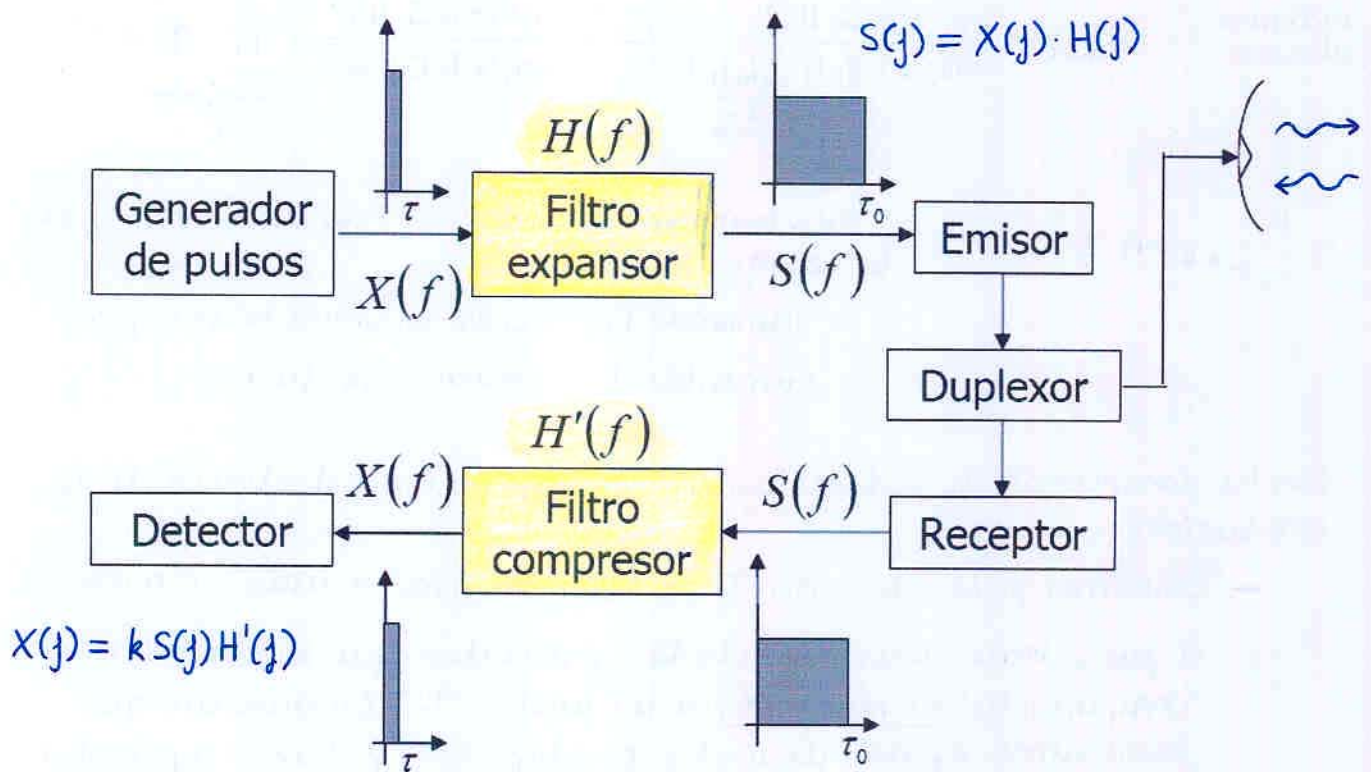 S(f) = X(f) · H(f)
H(f)
Generador
de pulsos
τ
Filtro
expansor
τ₀
Emisor
X(f)
S(f)
Duplexor
H'(f)
X(f)
S(f)
Detector
Filtro
compresor
Receptor
X(f) = k S(f) H'(f)
τ
τ₀